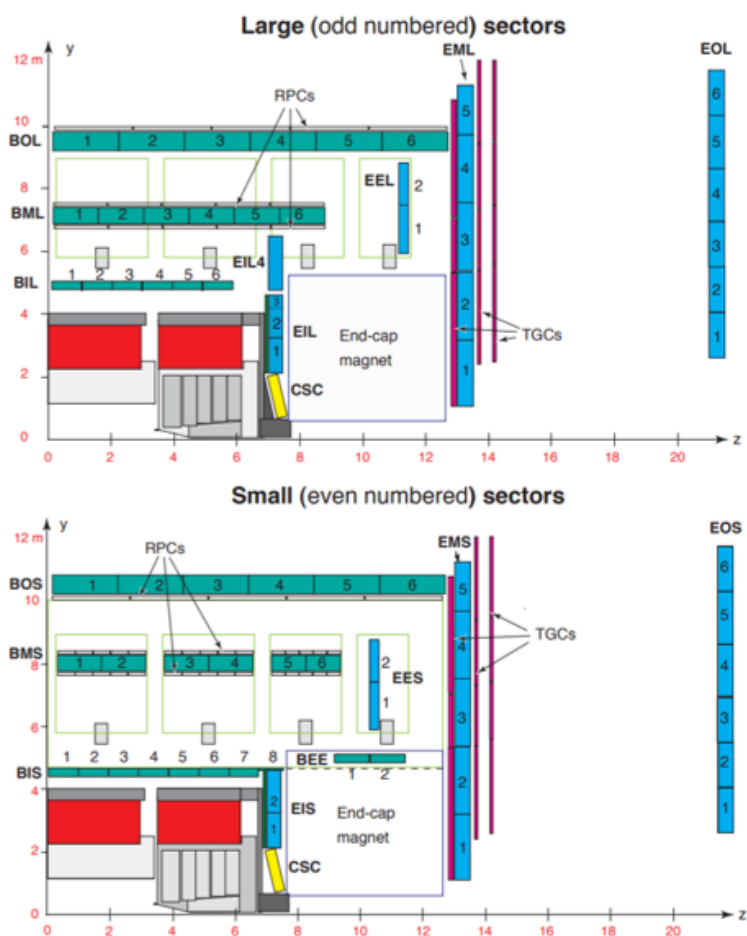 Large (odd numbered) sectors
y
EML
EOL
12 m
RPCs
6
5
10
BOL
1 2 3 4 5 6
5
4
8
EEL
2
4
BML
1 2 3 4 5 6
1
3
6
EIL4
3
BIL
1 2 3 4 5 6
2
4
3
2
EIL
End-cap
magnet
2
TGCs
1
1
2
CSC
1
0
z
0 2 4 6 8 10 12 14 16 18 20
Small (even numbered) sectors
y
EMS
EOS
12 m
RPCs
6
BOS
1 2 3 4 5 6
5
5
10
TGCs
4
4
BMS
1 2 3 4 5 6
2
8
EES
1
3
3
6
1 2 3 4 5 6 7 8
BEE
2
BIS
1 2
2
4
2
EIS
End-cap
magnet
1
1
1
2
CSC
0
z
0 2 4 6 8 10 12 14 16 18 20